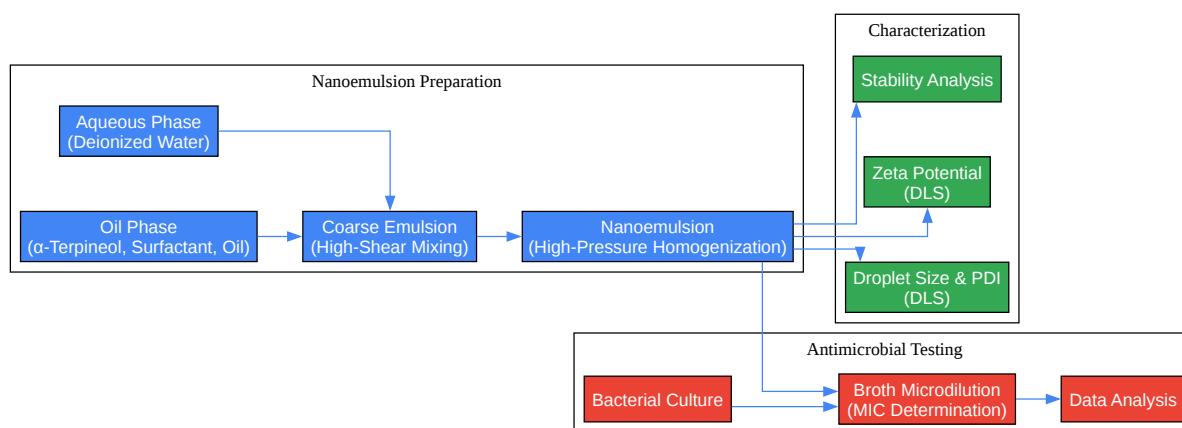 Nanoemulsion Preparation
Aqueous Phase
(Deionized Water)
Oil Phase
(α-Terpineol, Surfactant, Oil)
Coarse Emulsion
(High-Shear Mixing)
Nanoemulsion
(High-Pressure Homogenization)
Characterization
Stability Analysis
Zeta Potential
(DLS)
Droplet Size & PDI
(DLS)
Antimicrobial Testing
Bacterial Culture
Broth Microdilution
(MIC Determination)
Data Analysis